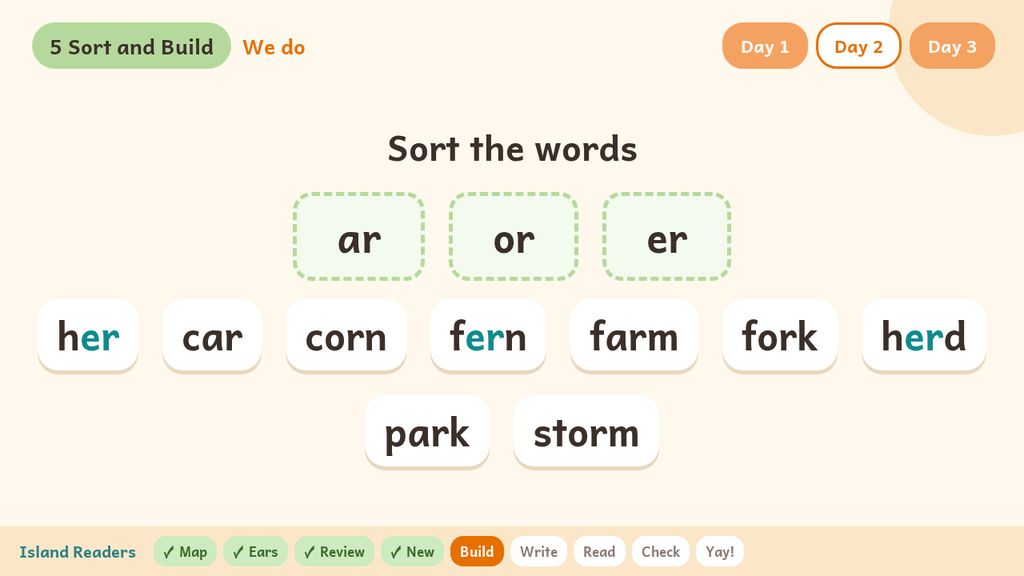 5 Sort and Build We do Day 1 Day 2 Day 3
Sort the words
ar or er
her car corn fern farm fork herd
park storm
Island Readers ✓ Map ✓ Ears ✓ Review ✓ New Build Write Read Check Yay!